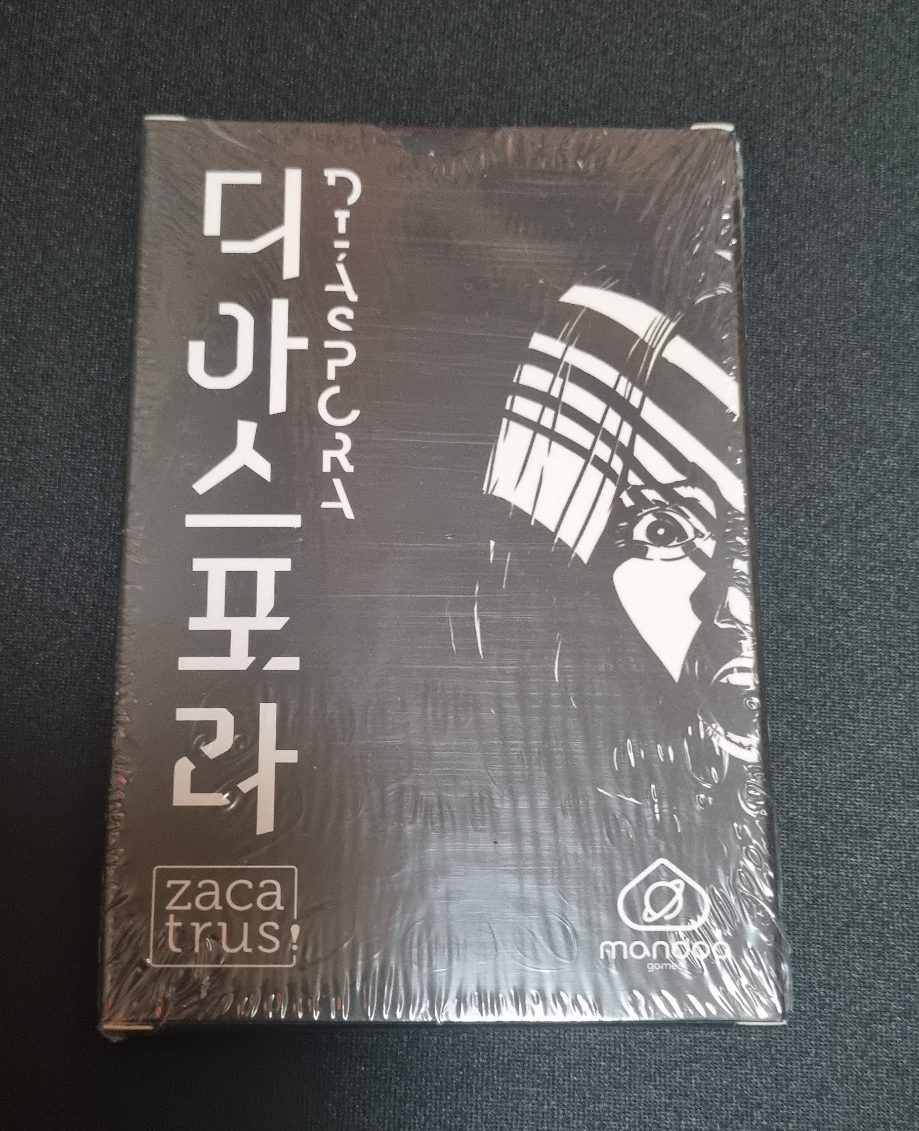 디아스포라
DIASPORA
zaca
trus!
mandoo
games